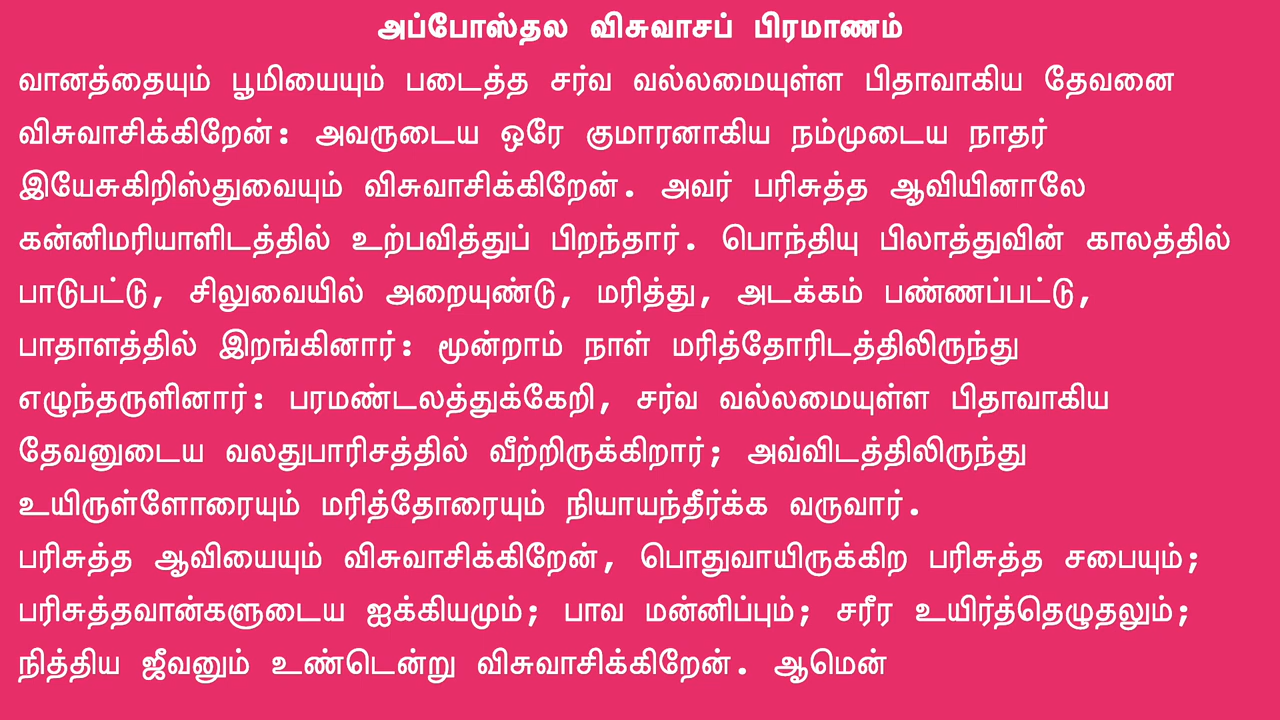 அப்போஸ்தல விசுவாசப் பிரமாணம்
வானத்தையும் பூமியையும் படைத்த சர்வ வல்லமையுள்ள பிதாவாகிய தேவனை
விசுவாசிக்கிறேன்: அவருடைய ஒரே குமாரனாகிய நம்முடைய நாதர்
இயேசுகிறிஸ்துவையும் விசுவாசிக்கிறேன். அவர் பரிசுத்த ஆவியினாலே
கன்னிமரியாளிடத்தில் உற்பவித்துப் பிறந்தார். பொந்தியு பிலாத்துவின் காலத்தில்
பாடுபட்டு, சிலுவையில் அறையுண்டு, மரித்து, அடக்கம் பண்ணப்பட்டு,
பாதாளத்தில் இறங்கினார்: மூன்றாம் நாள் மரித்தோரிடத்திலிருந்து
எழுந்தருளினார்: பரமண்டலத்துக்கேறி, சர்வ வல்லமையுள்ள பிதாவாகிய
தேவனுடைய வலதுபாரிசத்தில் வீற்றிருக்கிறார்; அவ்விடத்திலிருந்து
உயிருள்ளோரையும் மரித்தோரையும் நியாயந்தீர்க்க வருவார்.
பரிசுத்த ஆவியையும் விசுவாசிக்கிறேன், பொதுவாயிருக்கிற பரிசுத்த சபையும்;
பரிசுத்தவான்களுடைய ஐக்கியமும்; பாவ மன்னிப்பும்; சரீர உயிர்த்தெழுதலும்;
நித்திய ஜீவனும் உண்டென்று விசுவாசிக்கிறேன். ஆமென்